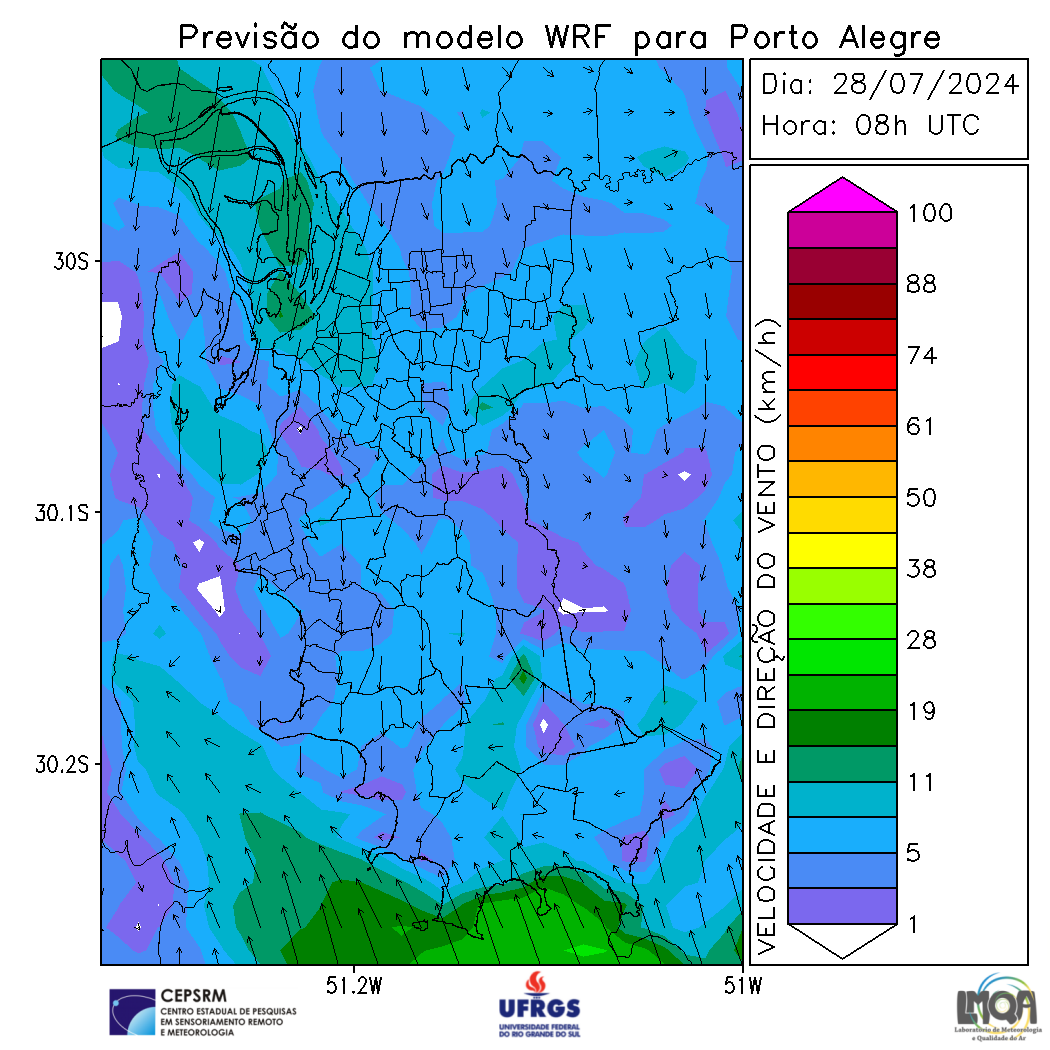 Previsão do modelo WRF para Porto Alegre
Dia: 28/07/2024
Hora: 08h UTC
30S
30.1S
30.2S
51.2W
51W
VELOCIDADE E DIREÇÃO DO VENTO (km/h)
100
88
74
61
50
38
28
19
11
5
1
CEPSRM
CENTRO ESTADUAL DE PESQUISAS
EM SENSORIAMENTO REMOTO
E METEOROLOGIA
UFRGS
UNIVERSIDADE FEDERAL
DO RIO GRANDE DO SUL
LMQA
Laboratório de Meteorologia
e Qualidade do Ar